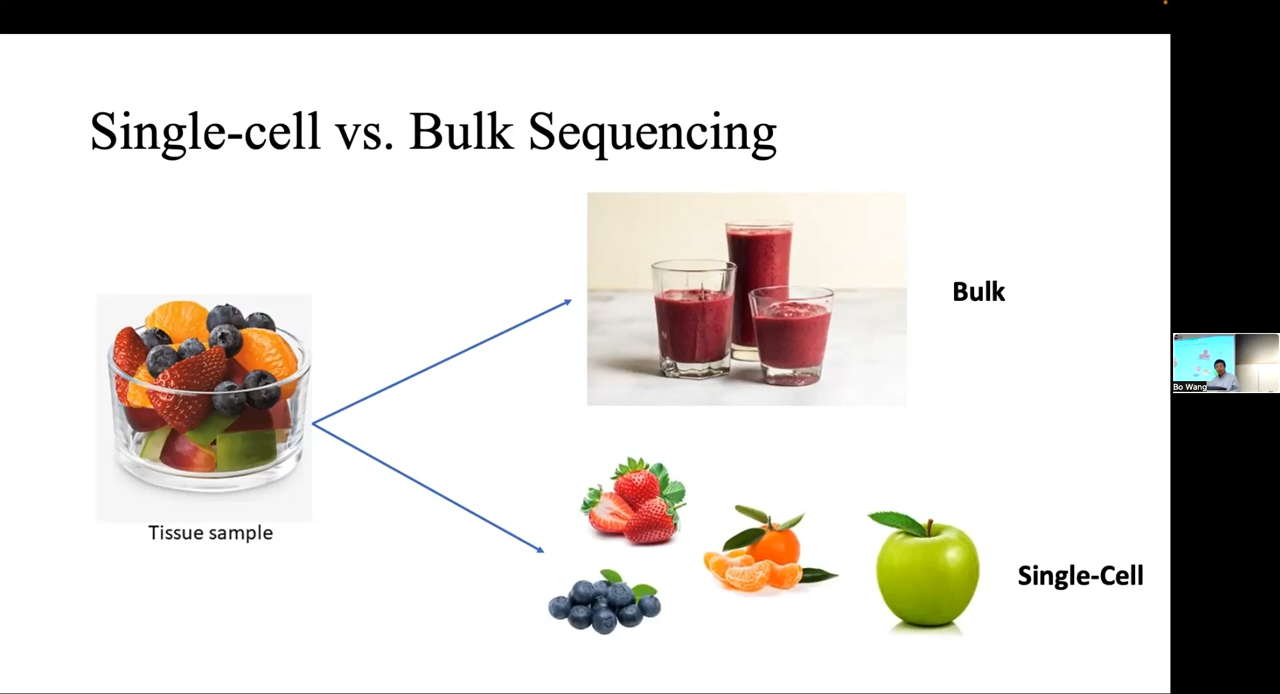 Single-cell vs. Bulk Sequencing
Bulk
Tissue sample
Single-Cell
Bo Wang